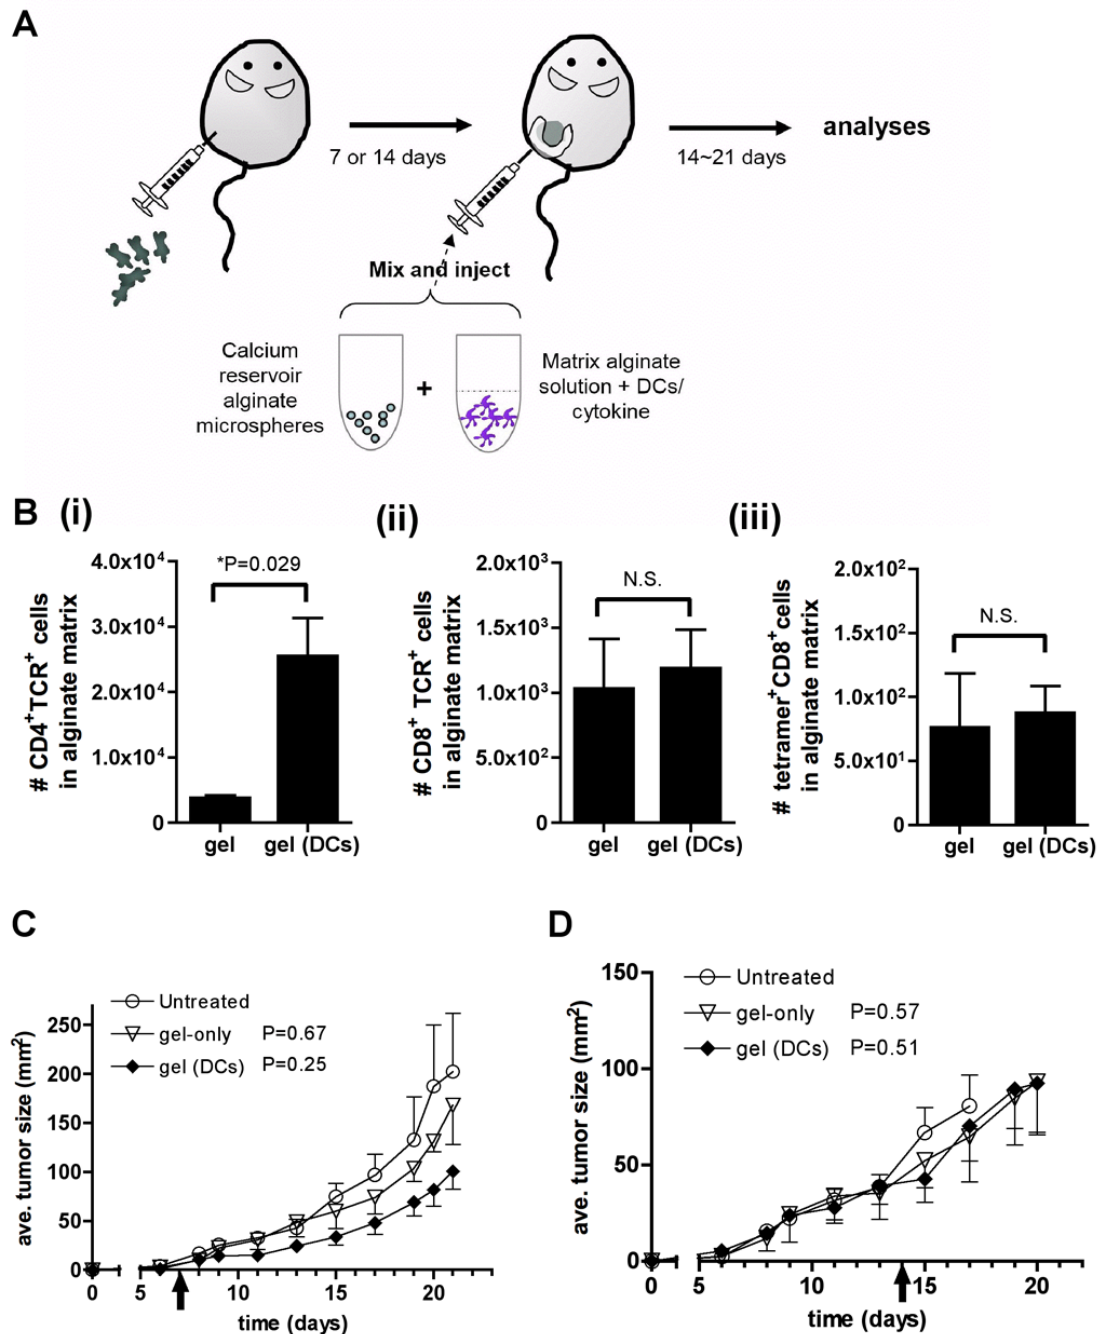 A
7 or 14 days
14~21 days
analyses
Mix and inject
Calcium
reservoir
alginate
microspheres
+
Matrix alginate
solution + DCs/
cytokine
B (i)
# CD4⁺TCR⁺ cells
in alginate matrix
4.0x10⁴
3.0x10⁴
2.0x10⁴
1.0x10⁴
0
*P=0.029
gel gel (DCs)
(ii)
# CD8⁺ TCR⁺cells
in alginate matrix
2.0x10³
1.5x10³
1.0x10³
5.0x10²
0
N.S.
gel gel (DCs)
(iii)
# tetramer⁺CD8⁺cells
in alginate matrix
2.0x10²
1.5x10²
1.0x10²
5.0x10¹
0
N.S.
gel gel (DCs)
C
ave. tumor size (mm²)
250
200
150
100
50
0
Untreated
gel-only P=0.67
gel (DCs) P=0.25
0 5 10 15 20
time (days)
D
ave. tumor size (mm²)
150
100
50
0
Untreated
gel-only P=0.57
gel (DCs) P=0.51
0 5 10 15 20
time (days)